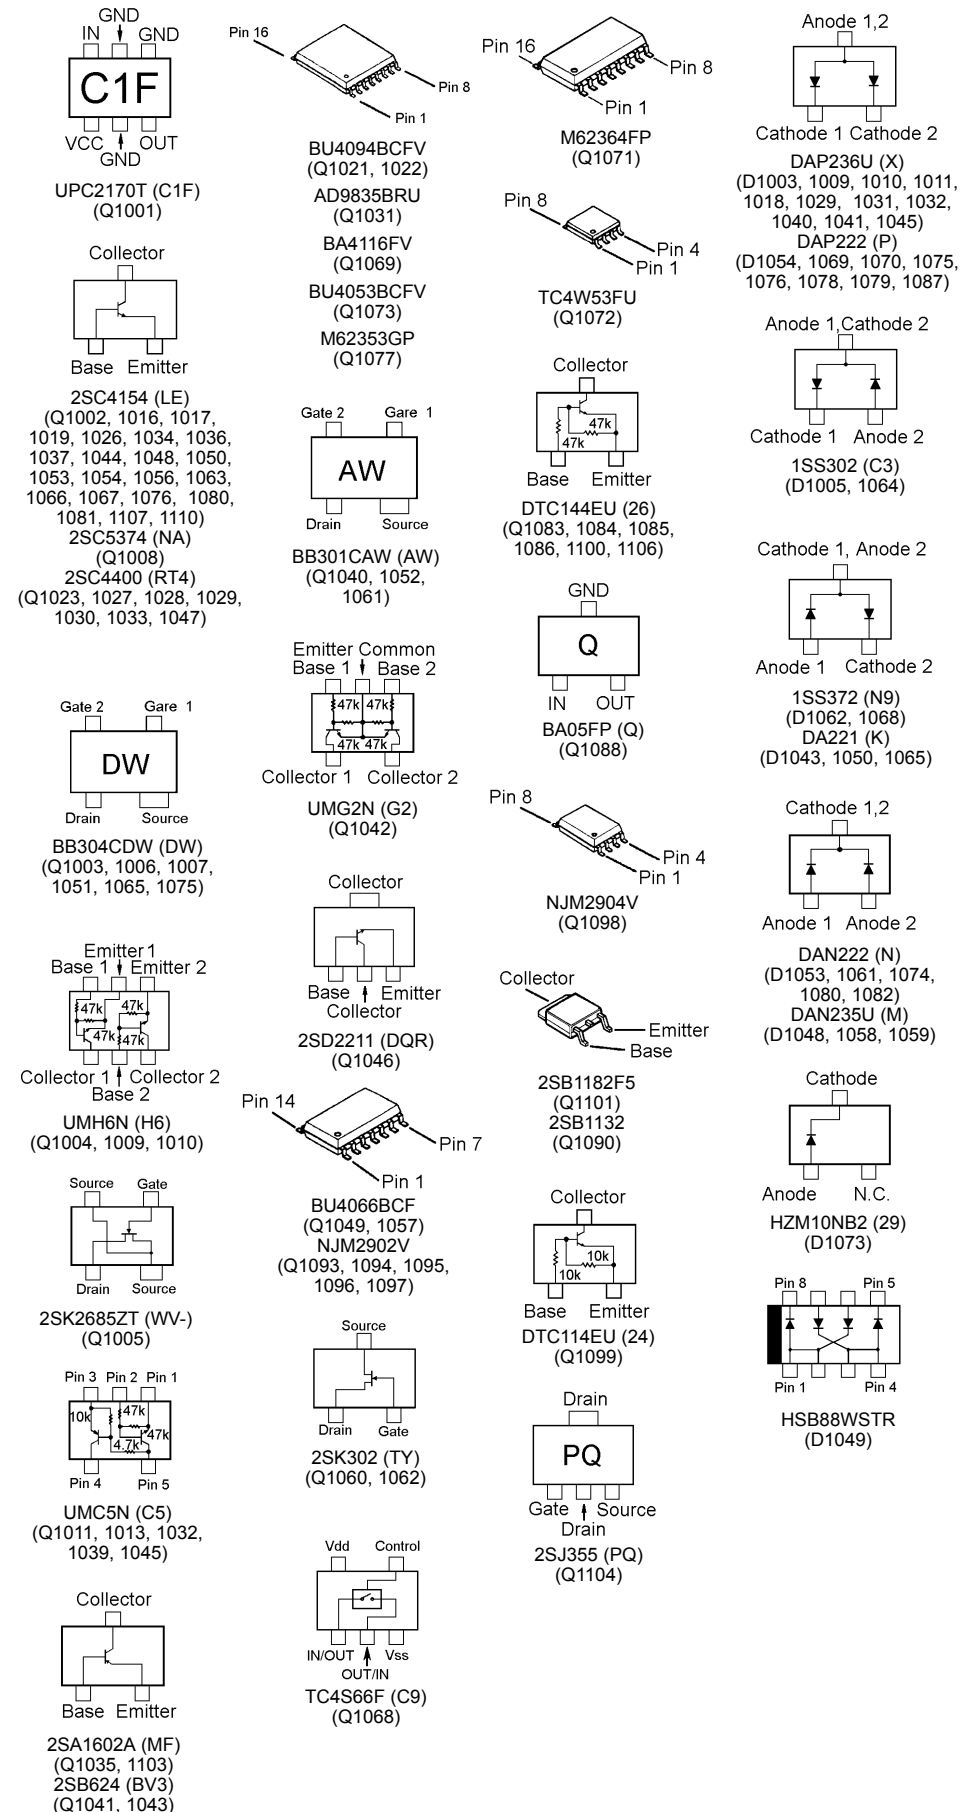 GND
IN
GND
C1F
VCC
OUT
GND
UPC2170T (C1F)
(Q1001)
Collector
Base
Emitter
2SC4154 (LE)
(Q1002, 1016, 1017,
1019, 1026, 1034, 1036,
1037, 1044, 1048, 1050,
1053, 1054, 1056, 1063,
1066, 1067, 1076, 1080,
1081, 1107, 1110)
2SC5374 (NA)
(Q1008)
2SC4400 (RT4)
(Q1023, 1027, 1028, 1029,
1030, 1033, 1047)
Gate 2
Gare 1
DW
Drain
Source
BB304CDW (DW)
(Q1003, 1006, 1007,
1051, 1065, 1075)
Emitter 1
Base 1
Emitter 2
47k
47k
47k
47k
Collector 1
Collector 2
Base 2
UMH6N (H6)
(Q1004, 1009, 1010)
Source
Gate
Drain
Source
2SK2685ZT (WV-)
(Q1005)
Pin 3
Pin 2
Pin 1
10k
47k
47k
4.7k
Pin 4
Pin 5
UMC5N (C5)
(Q1011, 1013, 1032,
1039, 1045)
Collector
Base
Emitter
2SA1602A (MF)
(Q1035, 1103)
2SB624 (BV3)
(Q1041, 1043)
Pin 16
Pin 8
Pin 1
BU4094BCFV
(Q1021, 1022)
AD9835BRU
(Q1031)
BA4116FV
(Q1069)
BU4053BCFV
(Q1073)
M62353GP
(Q1077)
Gate 2
Gare 1
AW
Drain
Source
BB301CAW (AW)
(Q1040, 1052,
1061)
Emitter Common
Base 1
Base 2
47k
47k
47k
47k
Collector 1
Collector 2
UMG2N (G2)
(Q1042)
Collector
Base
Emitter
Collector
2SD2211 (DQR)
(Q1046)
Pin 14
Pin 7
Pin 1
BU4066BCF
(Q1049, 1057)
NJM2902V
(Q1093, 1094, 1095,
1096, 1097)
Source
Drain
Gate
2SK302 (TY)
(Q1060, 1062)
Vdd
Control
IN/OUT
Vss
OUT/IN
TC4S66F (C9)
(Q1068)
Pin 16
Pin 8
Pin 1
M62364FP
(Q1071)
Pin 8
Pin 4
Pin 1
TC4W53FU
(Q1072)
Collector
47k
47k
Base
Emitter
DTC144EU (26)
(Q1083, 1084, 1085,
1086, 1100, 1106)
GND
Q
IN
OUT
BA05FP (Q)
(Q1088)
Pin 8
Pin 4
Pin 1
NJM2904V
(Q1098)
Collector
Emitter
Base
2SB1182F5
(Q1101)
2SB1132
(Q1090)
Collector
10k
10k
Base
Emitter
DTC114EU (24)
(Q1099)
Drain
PQ
Gate
Source
Drain
2SJ355 (PQ)
(Q1104)
Anode 1,2
Cathode 1
Cathode 2
DAP236U (X)
(D1003, 1009, 1010, 1011,
1018, 1029, 1031, 1032,
1040, 1041, 1045)
DAP222 (P)
(D1054, 1069, 1070, 1075,
1076, 1078, 1079, 1087)
Anode 1,Cathode 2
Cathode 1
Anode 2
1SS302 (C3)
(D1005, 1064)
Cathode 1, Anode 2
Anode 1
Cathode 2
1SS372 (N9)
(D1062, 1068)
DA221 (K)
(D1043, 1050, 1065)
Cathode 1,2
Anode 1
Anode 2
DAN222 (N)
(D1053, 1061, 1074,
1080, 1082)
DAN235U (M)
(D1048, 1058, 1059)
Cathode
Anode
N.C.
HZM10NB2 (29)
(D1073)
Pin 8
Pin 5
Pin 1
Pin 4
HSB88WSTR
(D1049)